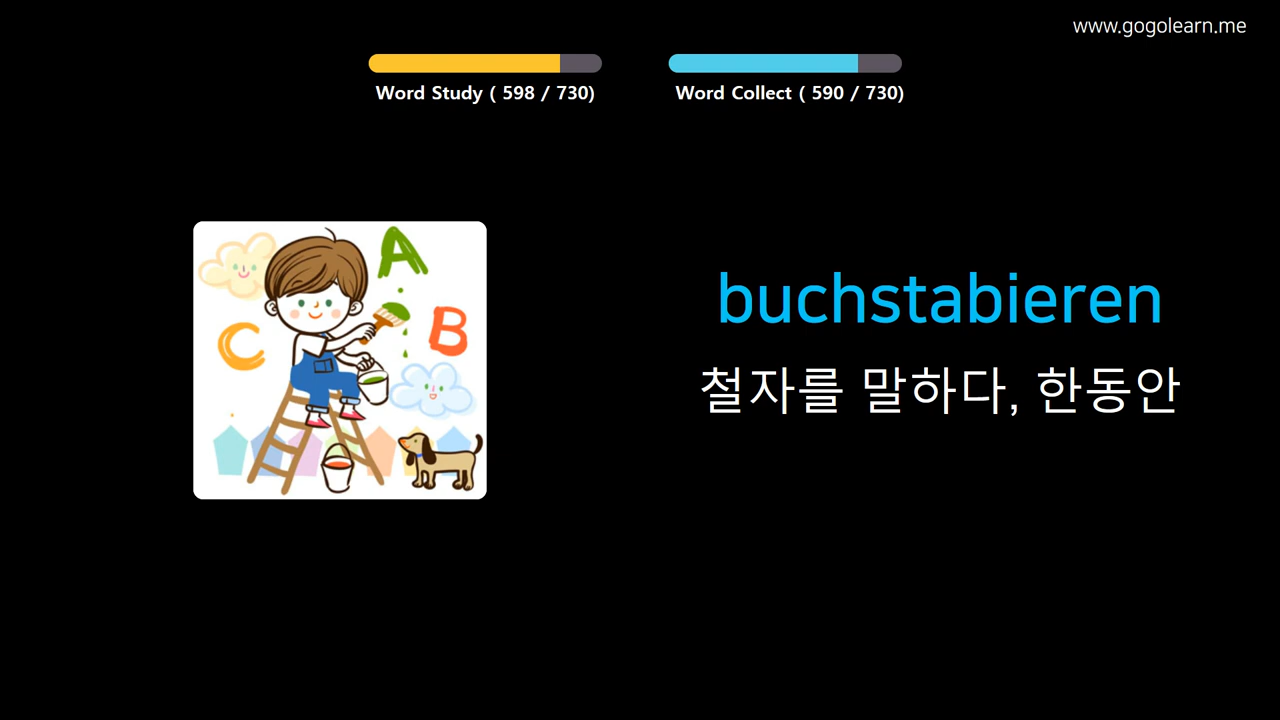 www.gogolearn.me
Word Study ( 598 / 730)
Word Collect ( 590 / 730)
A
B
C
buchstabieren
철자를 말하다, 한동안